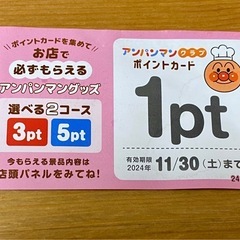 ポイントカードを集めて
お店で
必ずもらえる
アンパンマングッズ
選べる2コース
3pt 5pt
今もらえる景品内容は
店頭パネルをみてね!
アンパンマンクラブ
ポイントカード
1pt
有効期限
2024年 11/30(土)まで
24